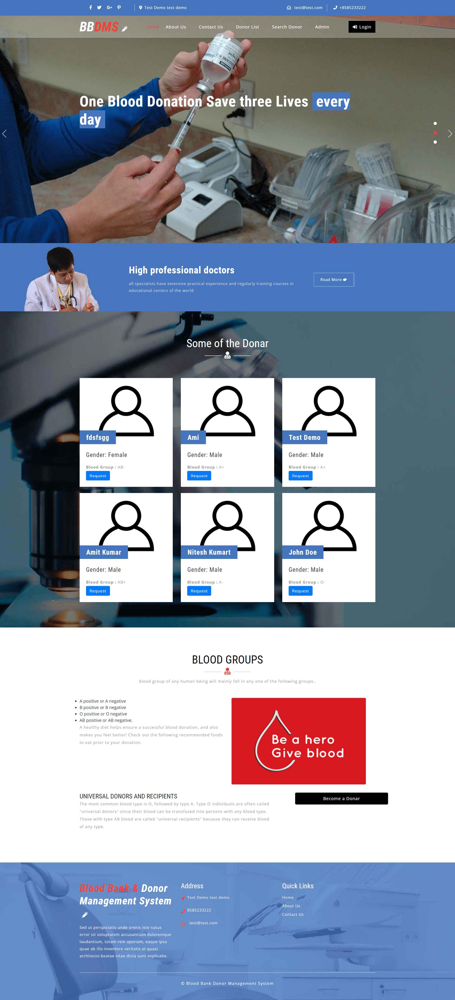 Test Demo test demo
test@test.com
+8585233222
BBDMS
Home
About Us
Contact Us
Donor List
Search Donor
Admin
Login
One Blood Donation Save three Lives every
day
High professional doctors
all specialists have extensive practical experience and regularly training courses in
educational centers of the world
Read More
Some of the Donar
fdsfsgg
Gender: Female
Blood Group : AB-
Request
Ami
Gender: Male
Blood Group : A+
Request
Test Demo
Gender: Male
Blood Group : A+
Request
Amit Kumar
Gender: Male
Blood Group : AB+
Request
Nitesh Kumart
Gender: Male
Blood Group : A-
Request
John Doe
Gender: Male
Blood Group : O-
Request
BLOOD GROUPS
blood group of any human being will mainly fall in any one of the following groups..
A positive or A negative
B positive or B negative
O positive or O negative
AB positive or AB negative.
A healthy diet helps ensure a successful blood donation, and also
makes you feel better! Check out the following recommended foods
to eat prior to your donation.
Be a hero
Give blood
UNIVERSAL DONORS AND RECIPIENTS
The most common blood type is O, followed by type A. Type O individuals are often called
"universal donors" since their blood can be transfused into persons with any blood type.
Those with type AB blood are called "universal recipients" because they can receive blood
of any type.
Become a Donar
Blood Bank & Donor
Management System
Sed ut perspiciatis unde omnis iste natus
error sit voluptatem accusantium doloremque
laudantium, totam rem aperiam, eaque ipsa
quae ab illo inventore veritatis et quasi
architecto beatae vitae dicta sunt explicabo.
Address
Test Demo test demo .
8585233222
test@test.com
Quick Links
Home
About Us
Contact Us
© Blood Bank Donor Management System